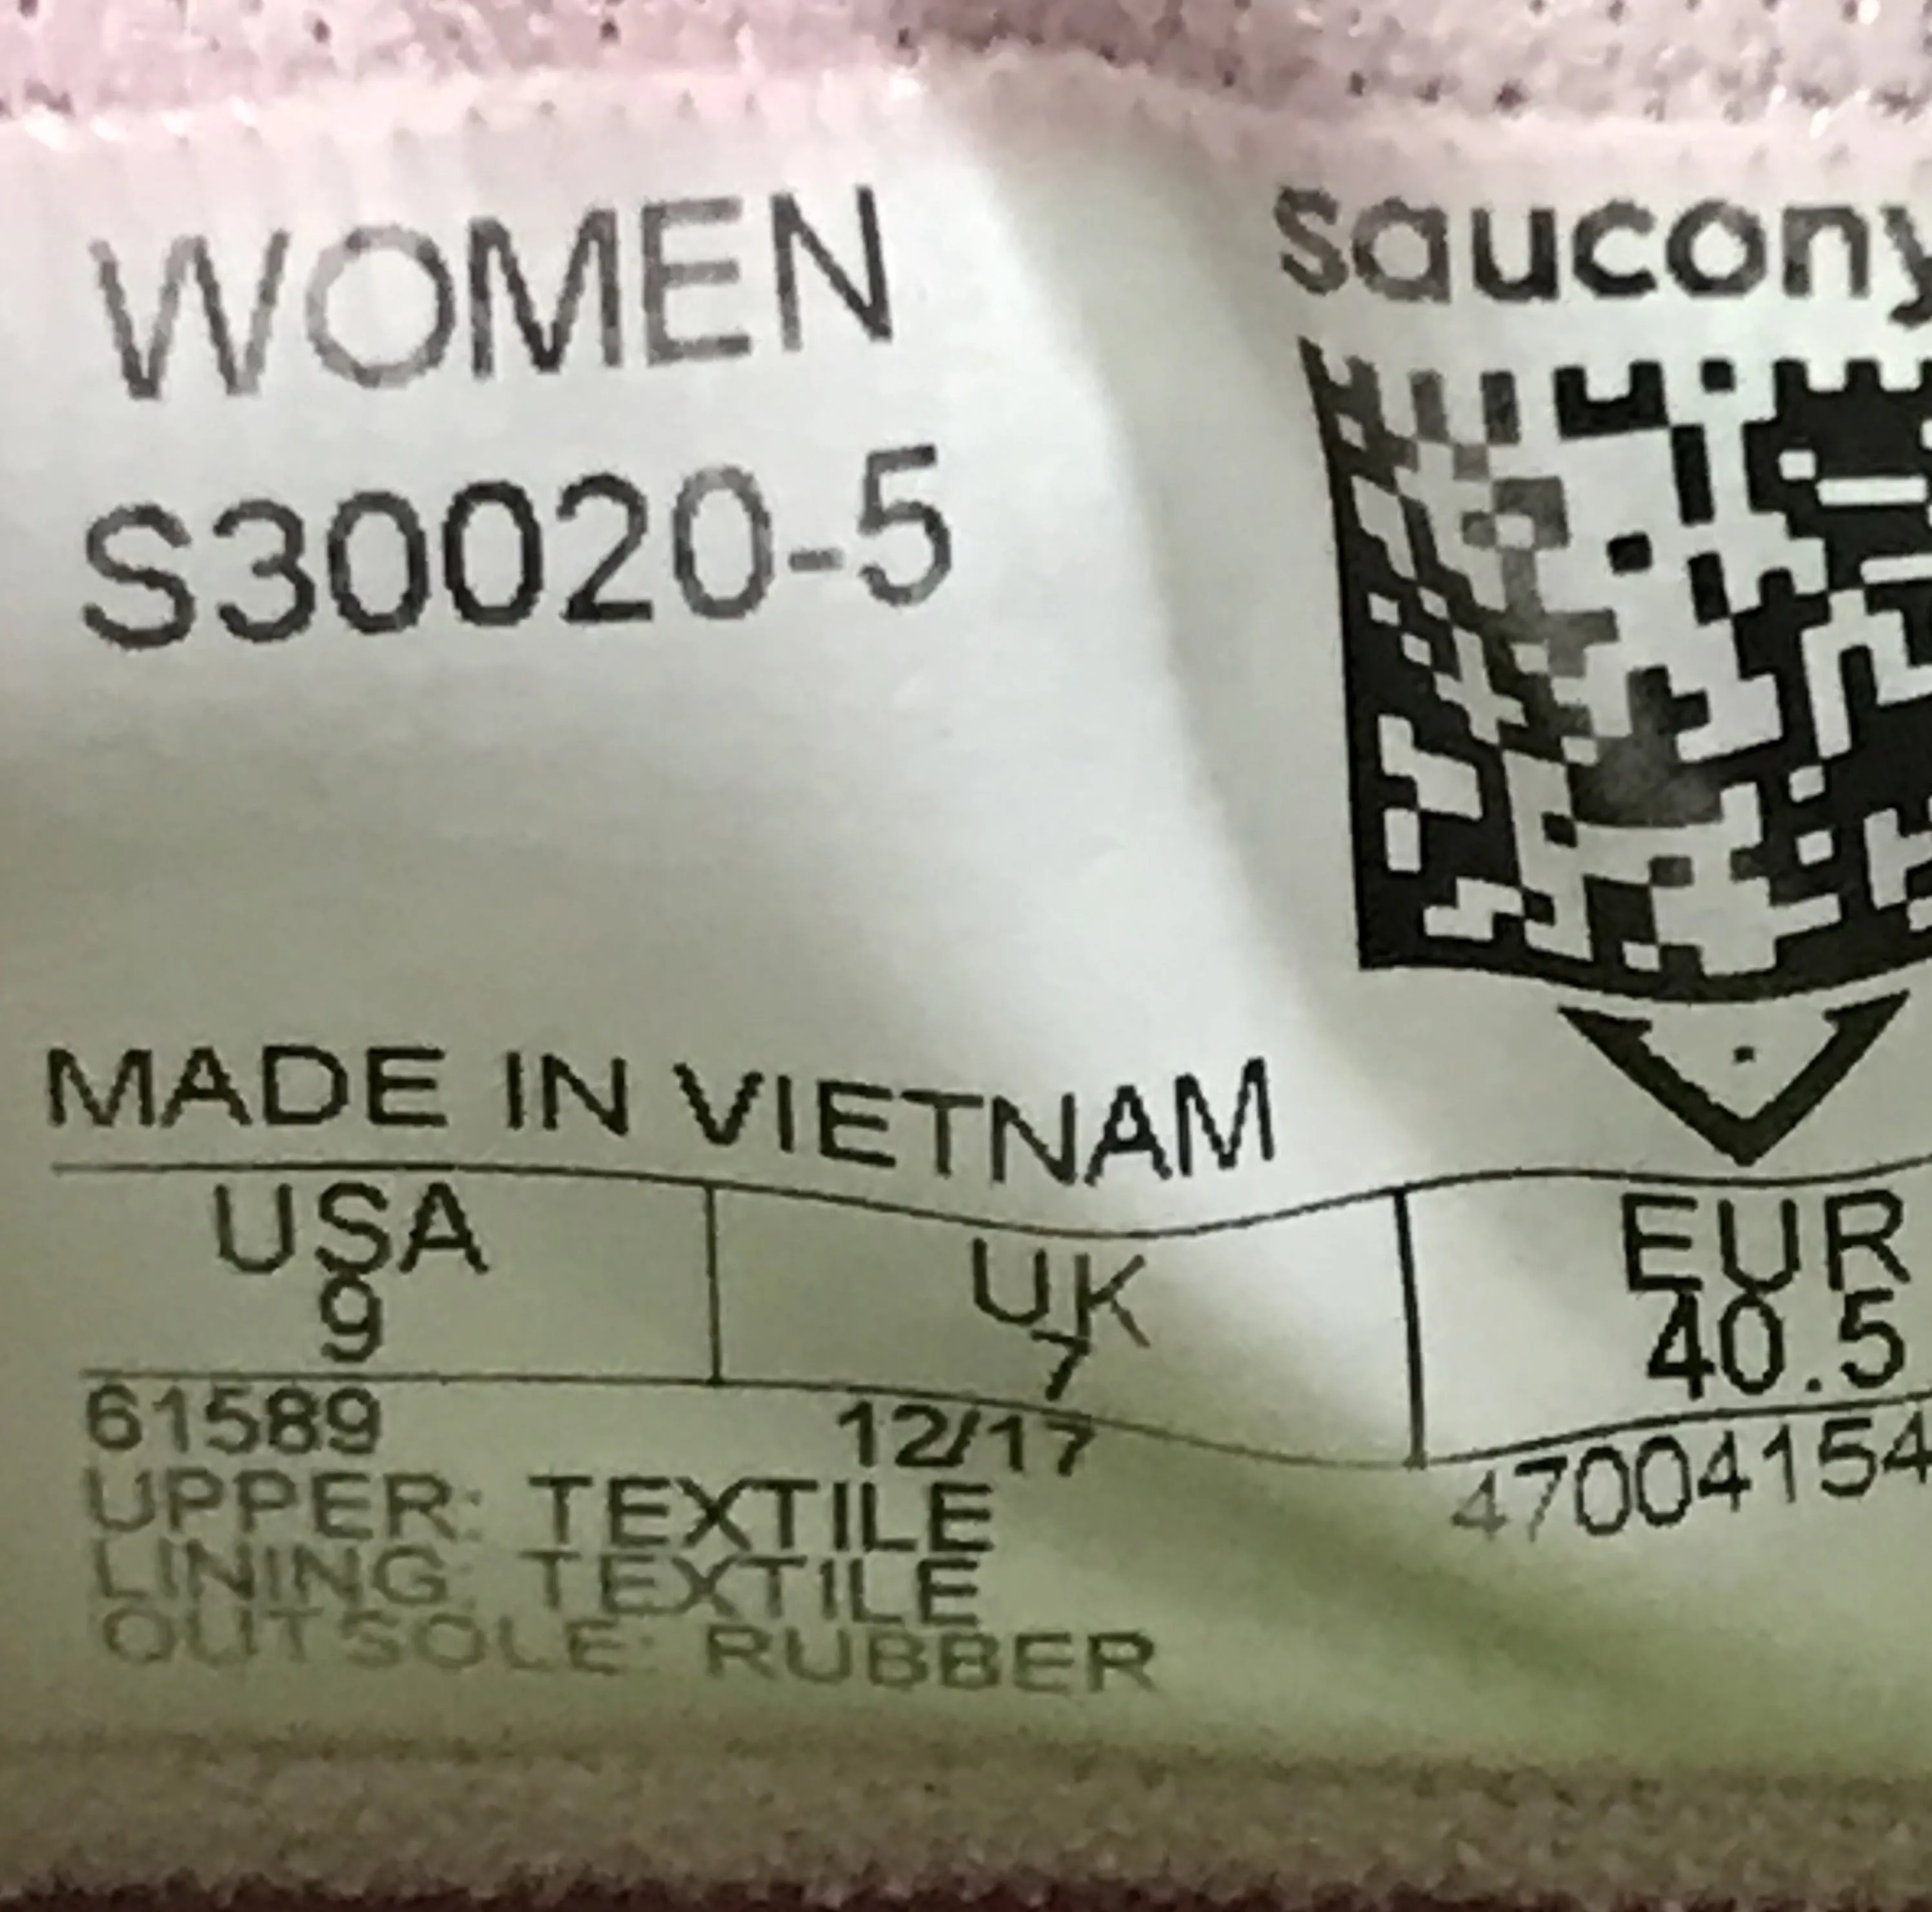 WOMEN
saucony
S30020-5
MADE IN VIETNAM
USA UK EUR
9 7 40.5
61589 12/17 47004154
UPPER: TEXTILE
LINING: TEXTILE
OUTSOLE: RUBBER